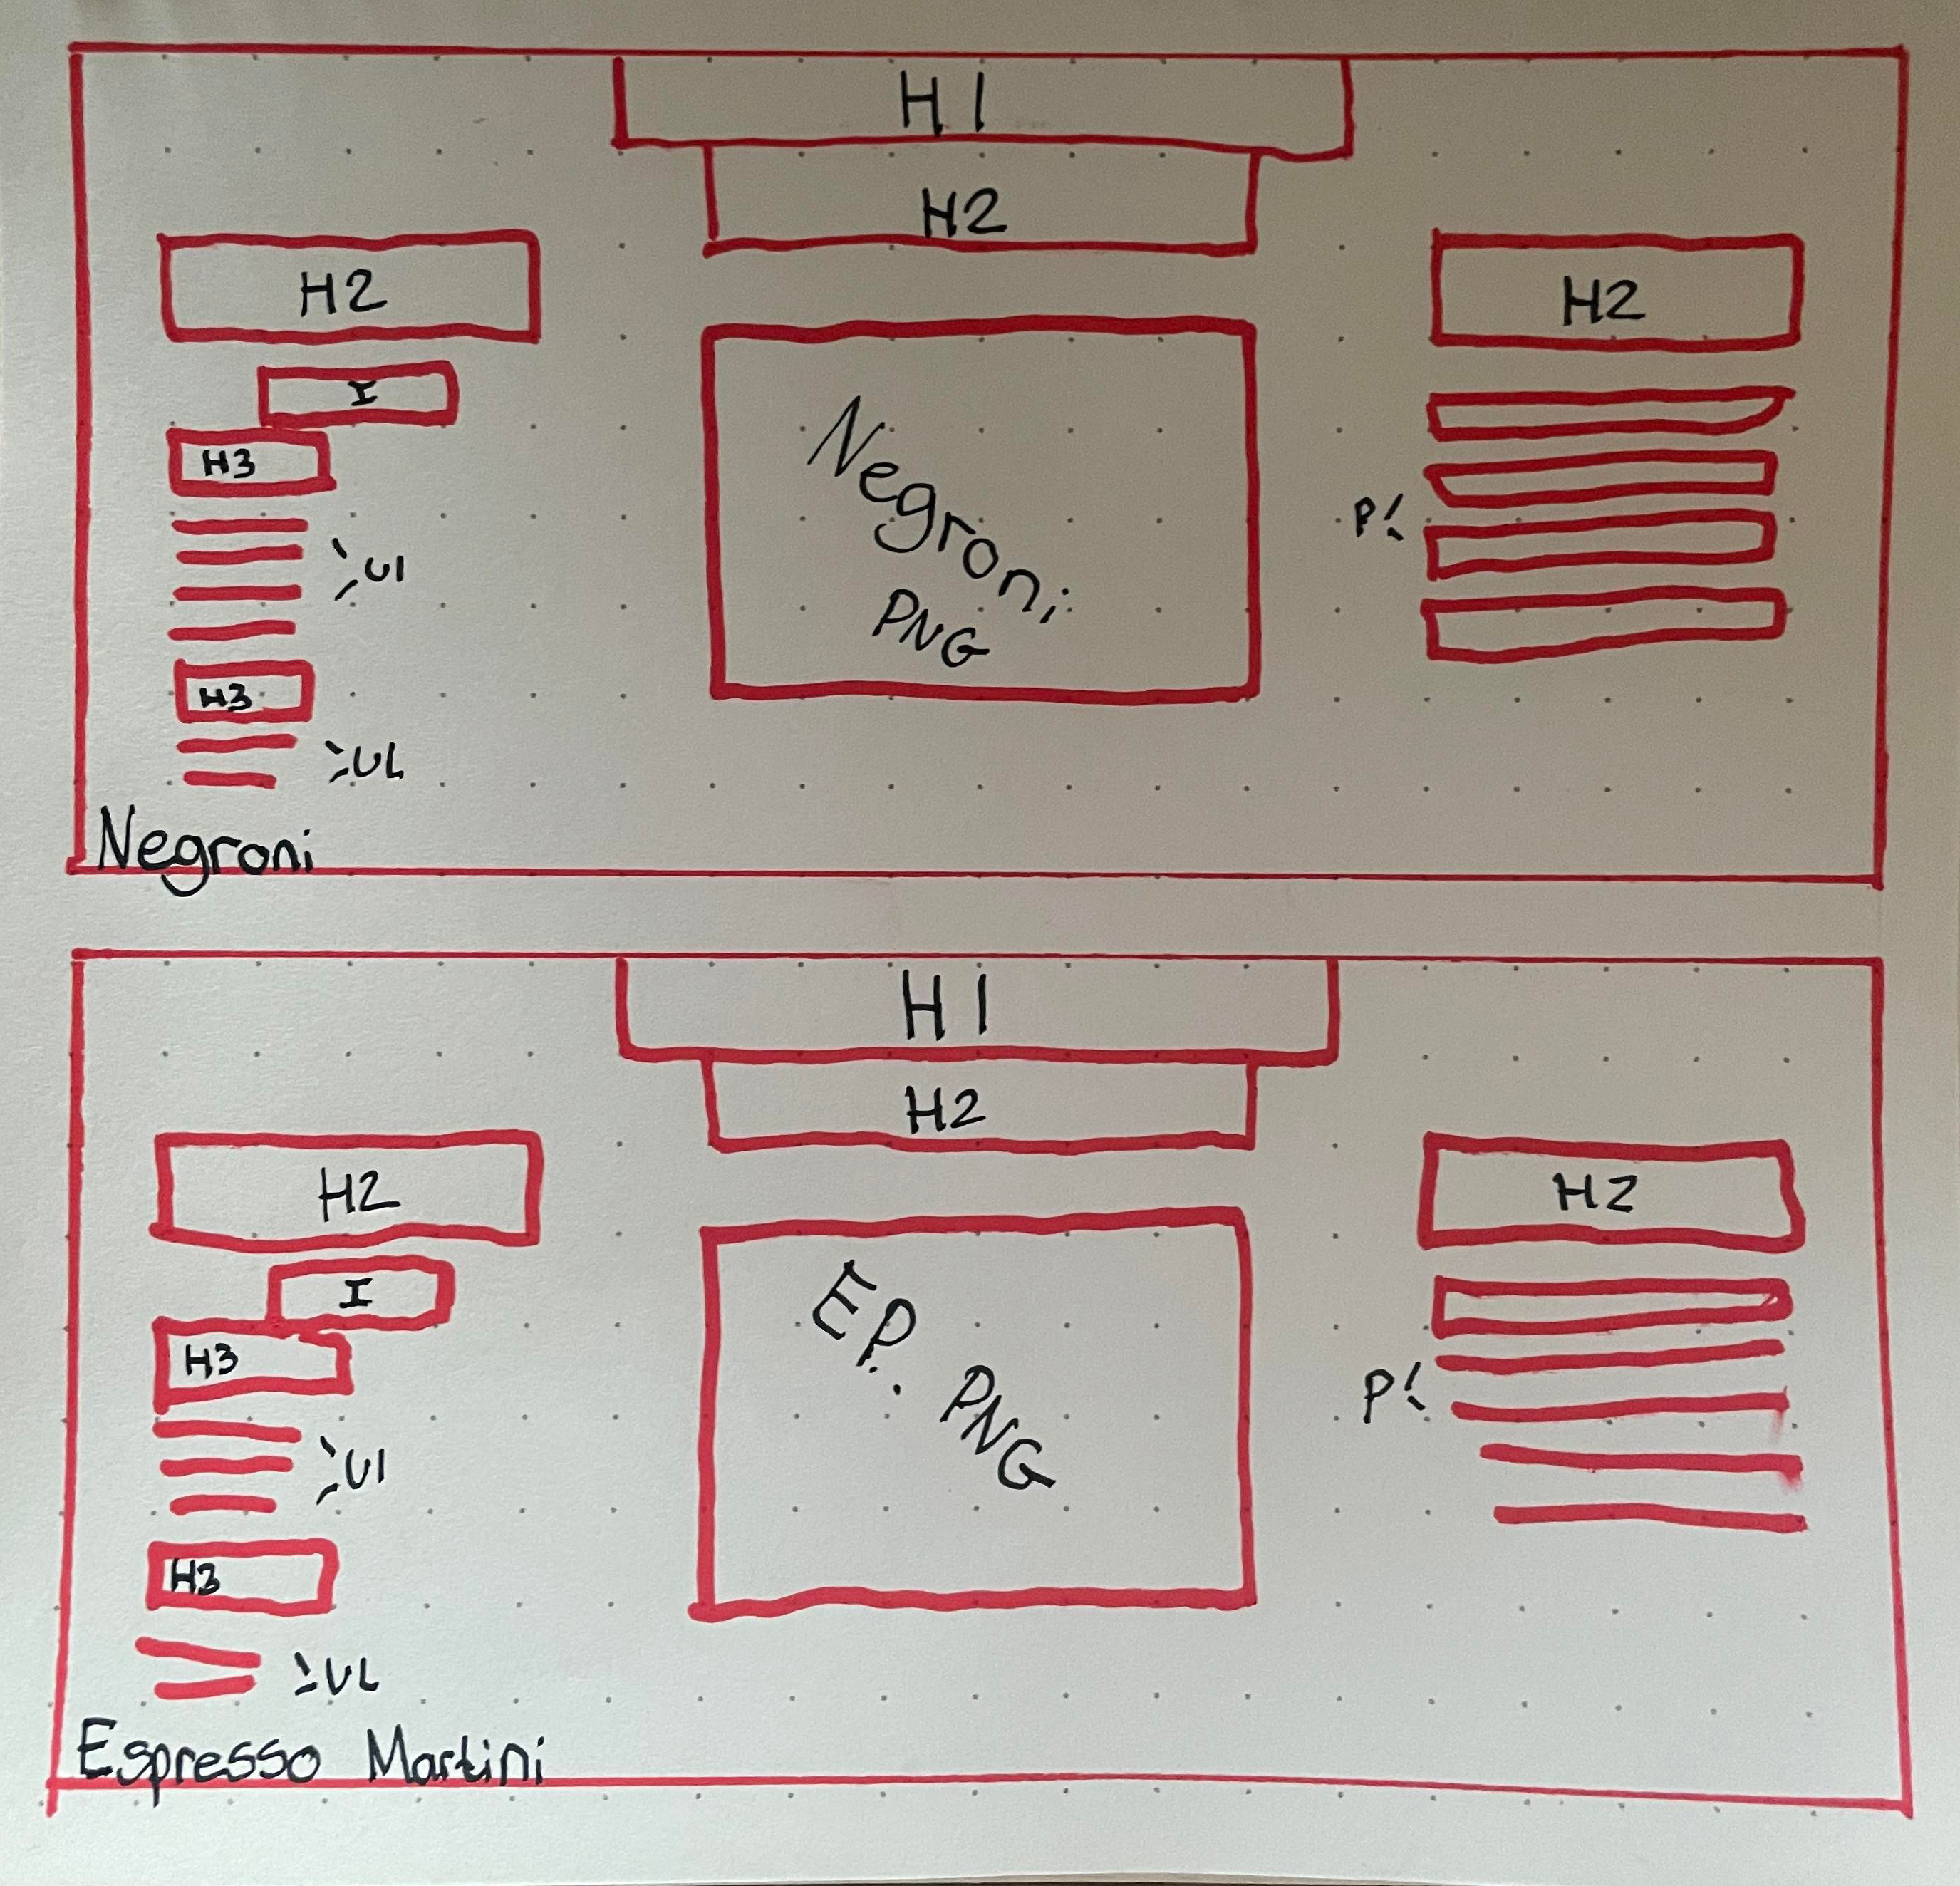 H1
H2
H2
H2
I
H3
Negroni
PNG
P:
:Ul
H3
:UL
Negroni
H1
H2
H2
H2
I
H3
EP. PNG
P:
:Ul
H3
:UL
Espresso Martini